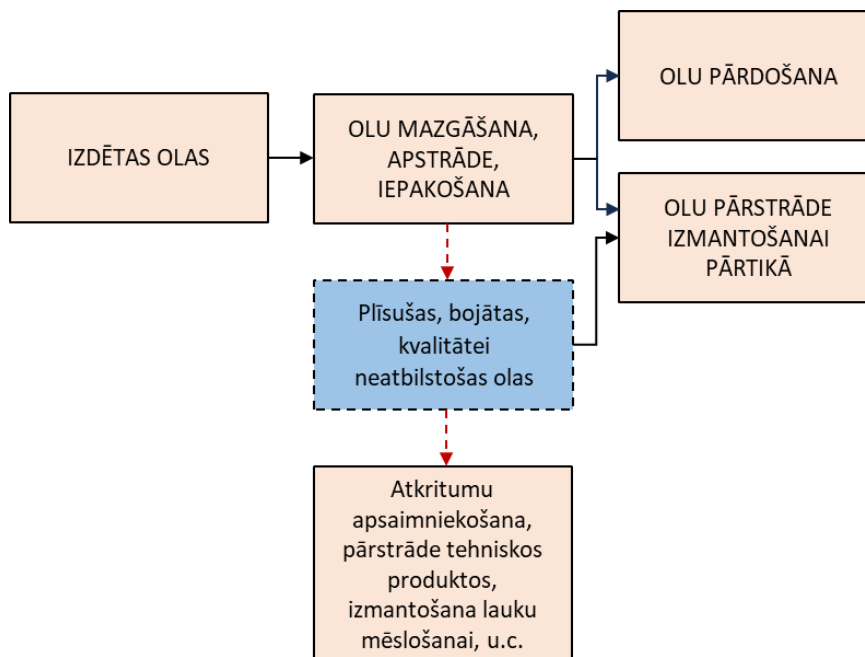 IZDĒTAS OLAS
OLU MAZGĀŠANA,
APSTRĀDE,
IEPAKOŠANA
OLU PĀRDOŠANA
OLU PĀRSTRĀDE
IZMANTOŠANAI
PĀRTIKĀ
Plīsušas, bojātas,
kvalitātei
neatbilstošas olas
Atkritumu
apsaimniekošana,
pārstrāde tehniskos
produktos,
izmantošana lauku
mēslošanai, u.c.